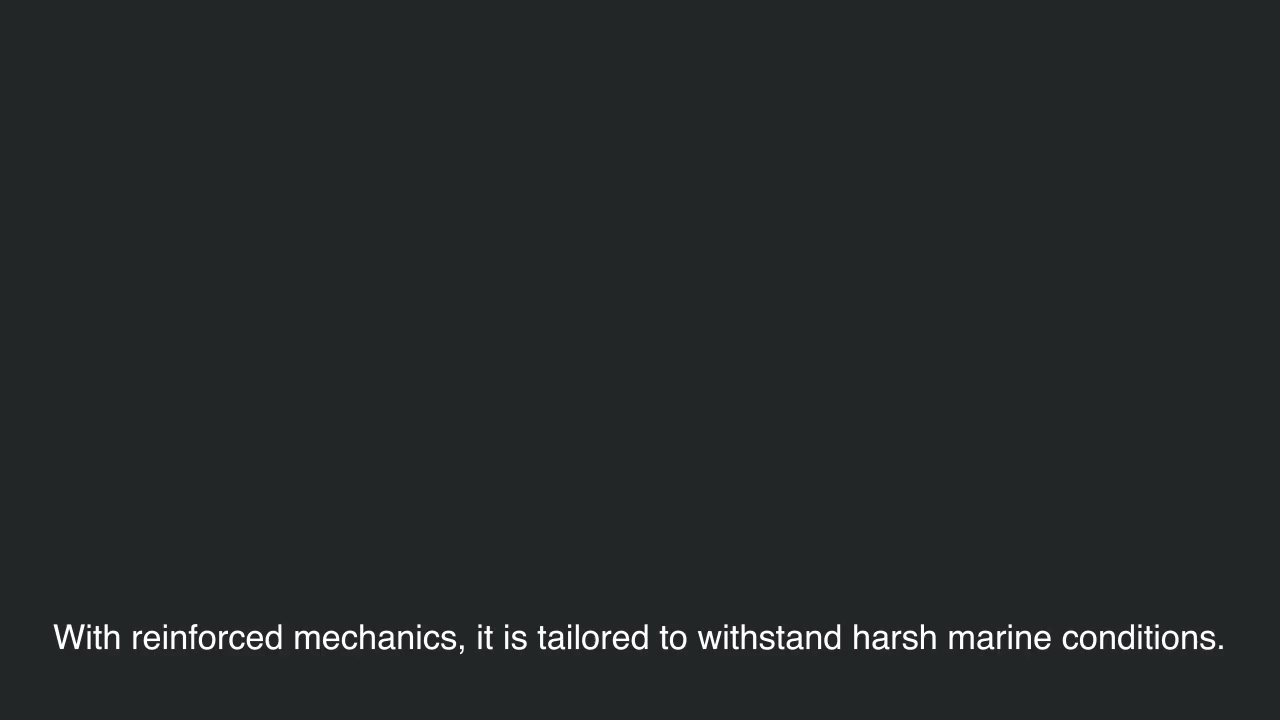 With reinforced mechanics, it is tailored to withstand harsh marine conditions.